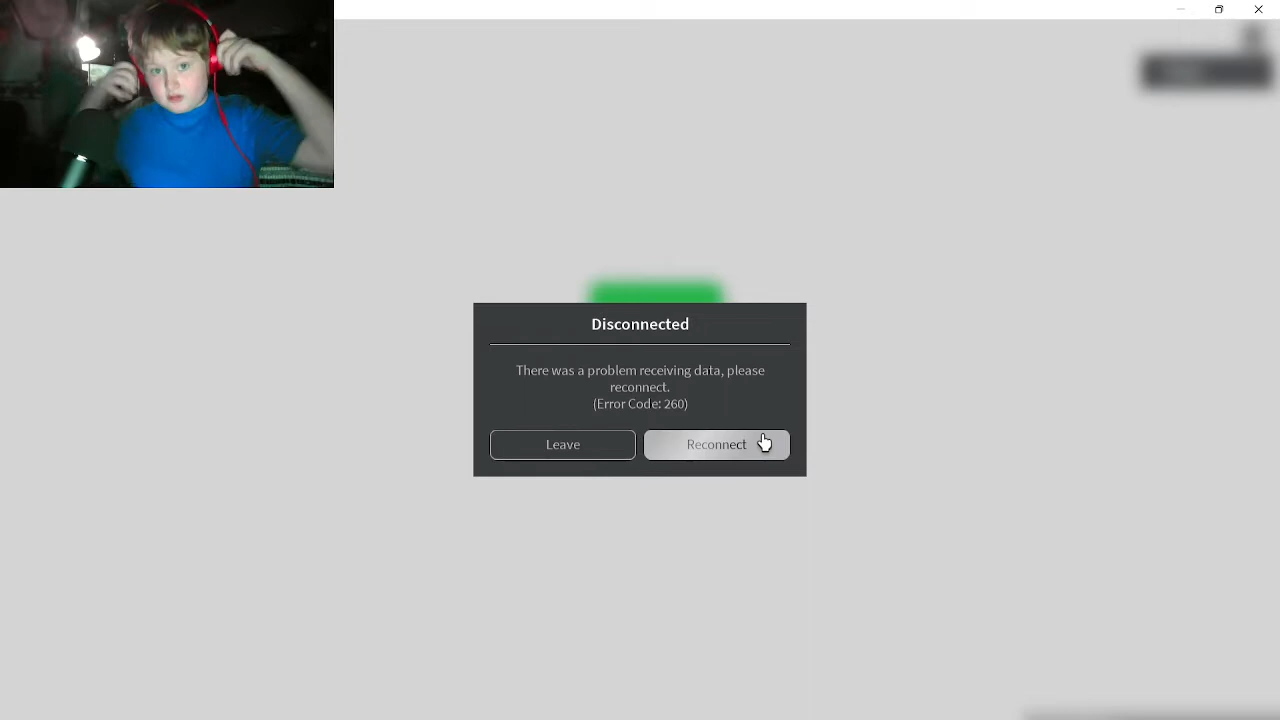 Disconnected
There was a problem receiving data, please
reconnect.
(Error Code: 260)
Leave
Reconnect